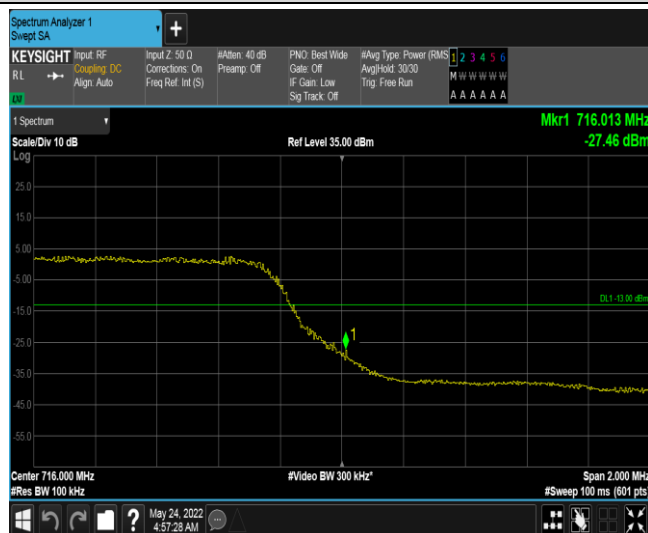 Spectrum Analyzer 1
Swept SA
+
KEYSIGHT
RL
LXI
Input: RF
Coupling: DC
Align: Auto
Input Z: 50 Ω
Corrections: On
Freq Ref: Int (S)
#Atten: 40 dB
Preamp: Off
PNO: Best Wide
Gate: Off
IF Gain: Low
Sig Track: Off
#Avg Type: Power (RMS
Avg|Hold: 30/30
Trig: Free Run
1 2 3 4 5 6
M W W W W W
A A A A A A
1 Spectrum
Mkr1 716.013 MHz
-27.46 dBm
Scale/Div 10 dB
Ref Level 35.00 dBm
Log
25.0
15.0
5.00
-5.00
DL1 -13.00 dBm
-15.0
1
-25.0
-35.0
-45.0
-55.0
Center 716.000 MHz
#Video BW 300 kHz*
Span 2.000 MHz
#Res BW 100 kHz
#Sweep 100 ms (601 pts)
?
May 24, 2022
4:57:28 AM